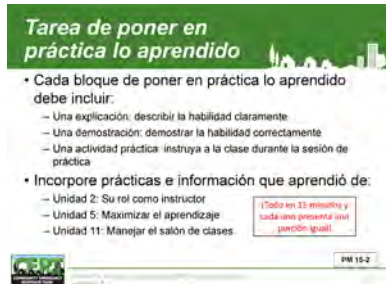 Tarea de poner en
práctica lo aprendido
• Cada bloque de poner en práctica lo aprendido
debe incluir:
– Una explicación: describir la habilidad claramente
– Una demostración: demostrar la habilidad correctamente
– Una actividad práctica: instruya a la clase durante la sesión de
práctica
• Incorpore prácticas e información que aprendió de:
– Unidad 2: Su rol como instructor
– Unidad 5: Maximizar el aprendizaje
– Unidad 11: Manejar el salón de clases
(Todo en 15 minutos y
cada uno presenta una
porción igual).
PM 15-2